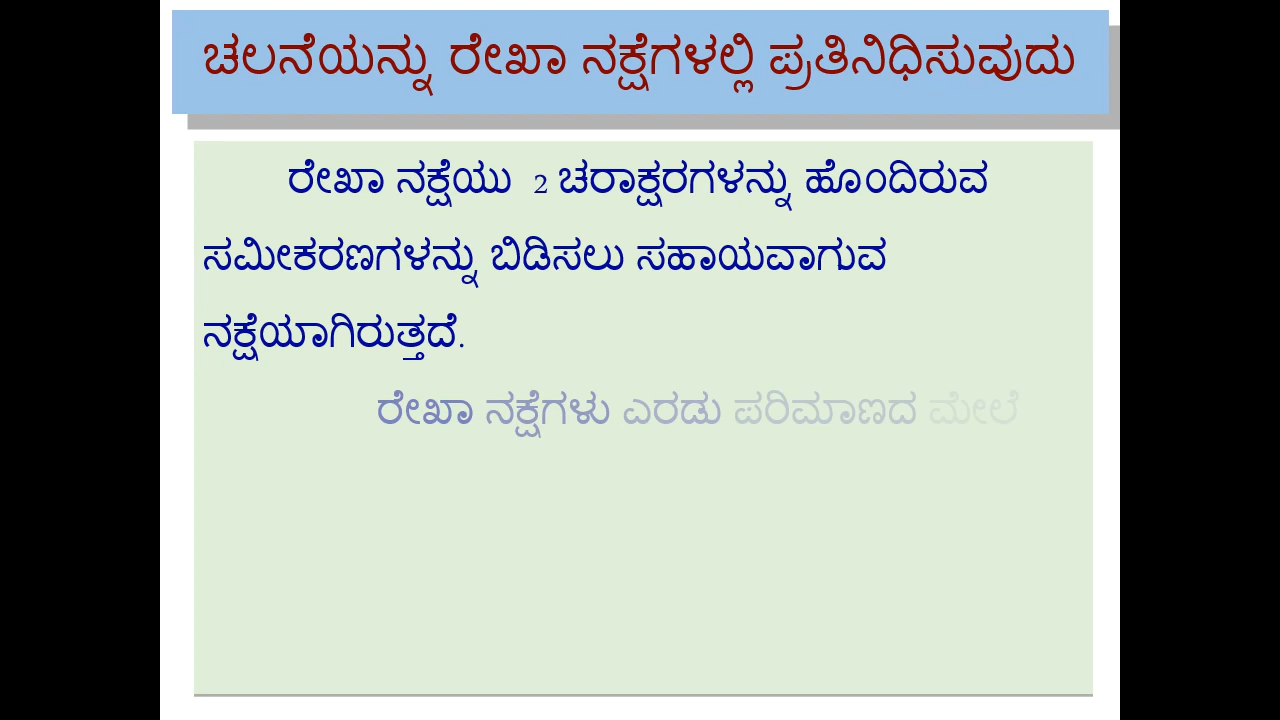 ಚಲನೆಯನ್ನು ರೇಖಾ ನಕ್ಷೆಗಳಲ್ಲಿ ಪ್ರತಿನಿಧಿಸುವುದು
ರೇಖಾ ನಕ್ಷೆಯು 2 ಚರಾಕ್ಷರಗಳನ್ನು ಹೊಂದಿರುವ
ಸಮೀಕರಣಗಳನ್ನು ಬಿಡಿಸಲು ಸಹಾಯವಾಗುವ
ನಕ್ಷೆಯಾಗಿರುತ್ತದೆ.
ರೇಖಾ ನಕ್ಷೆಗಳು ಎರಡು ಪರಿಮಾಣದ ಮೇಲೆ